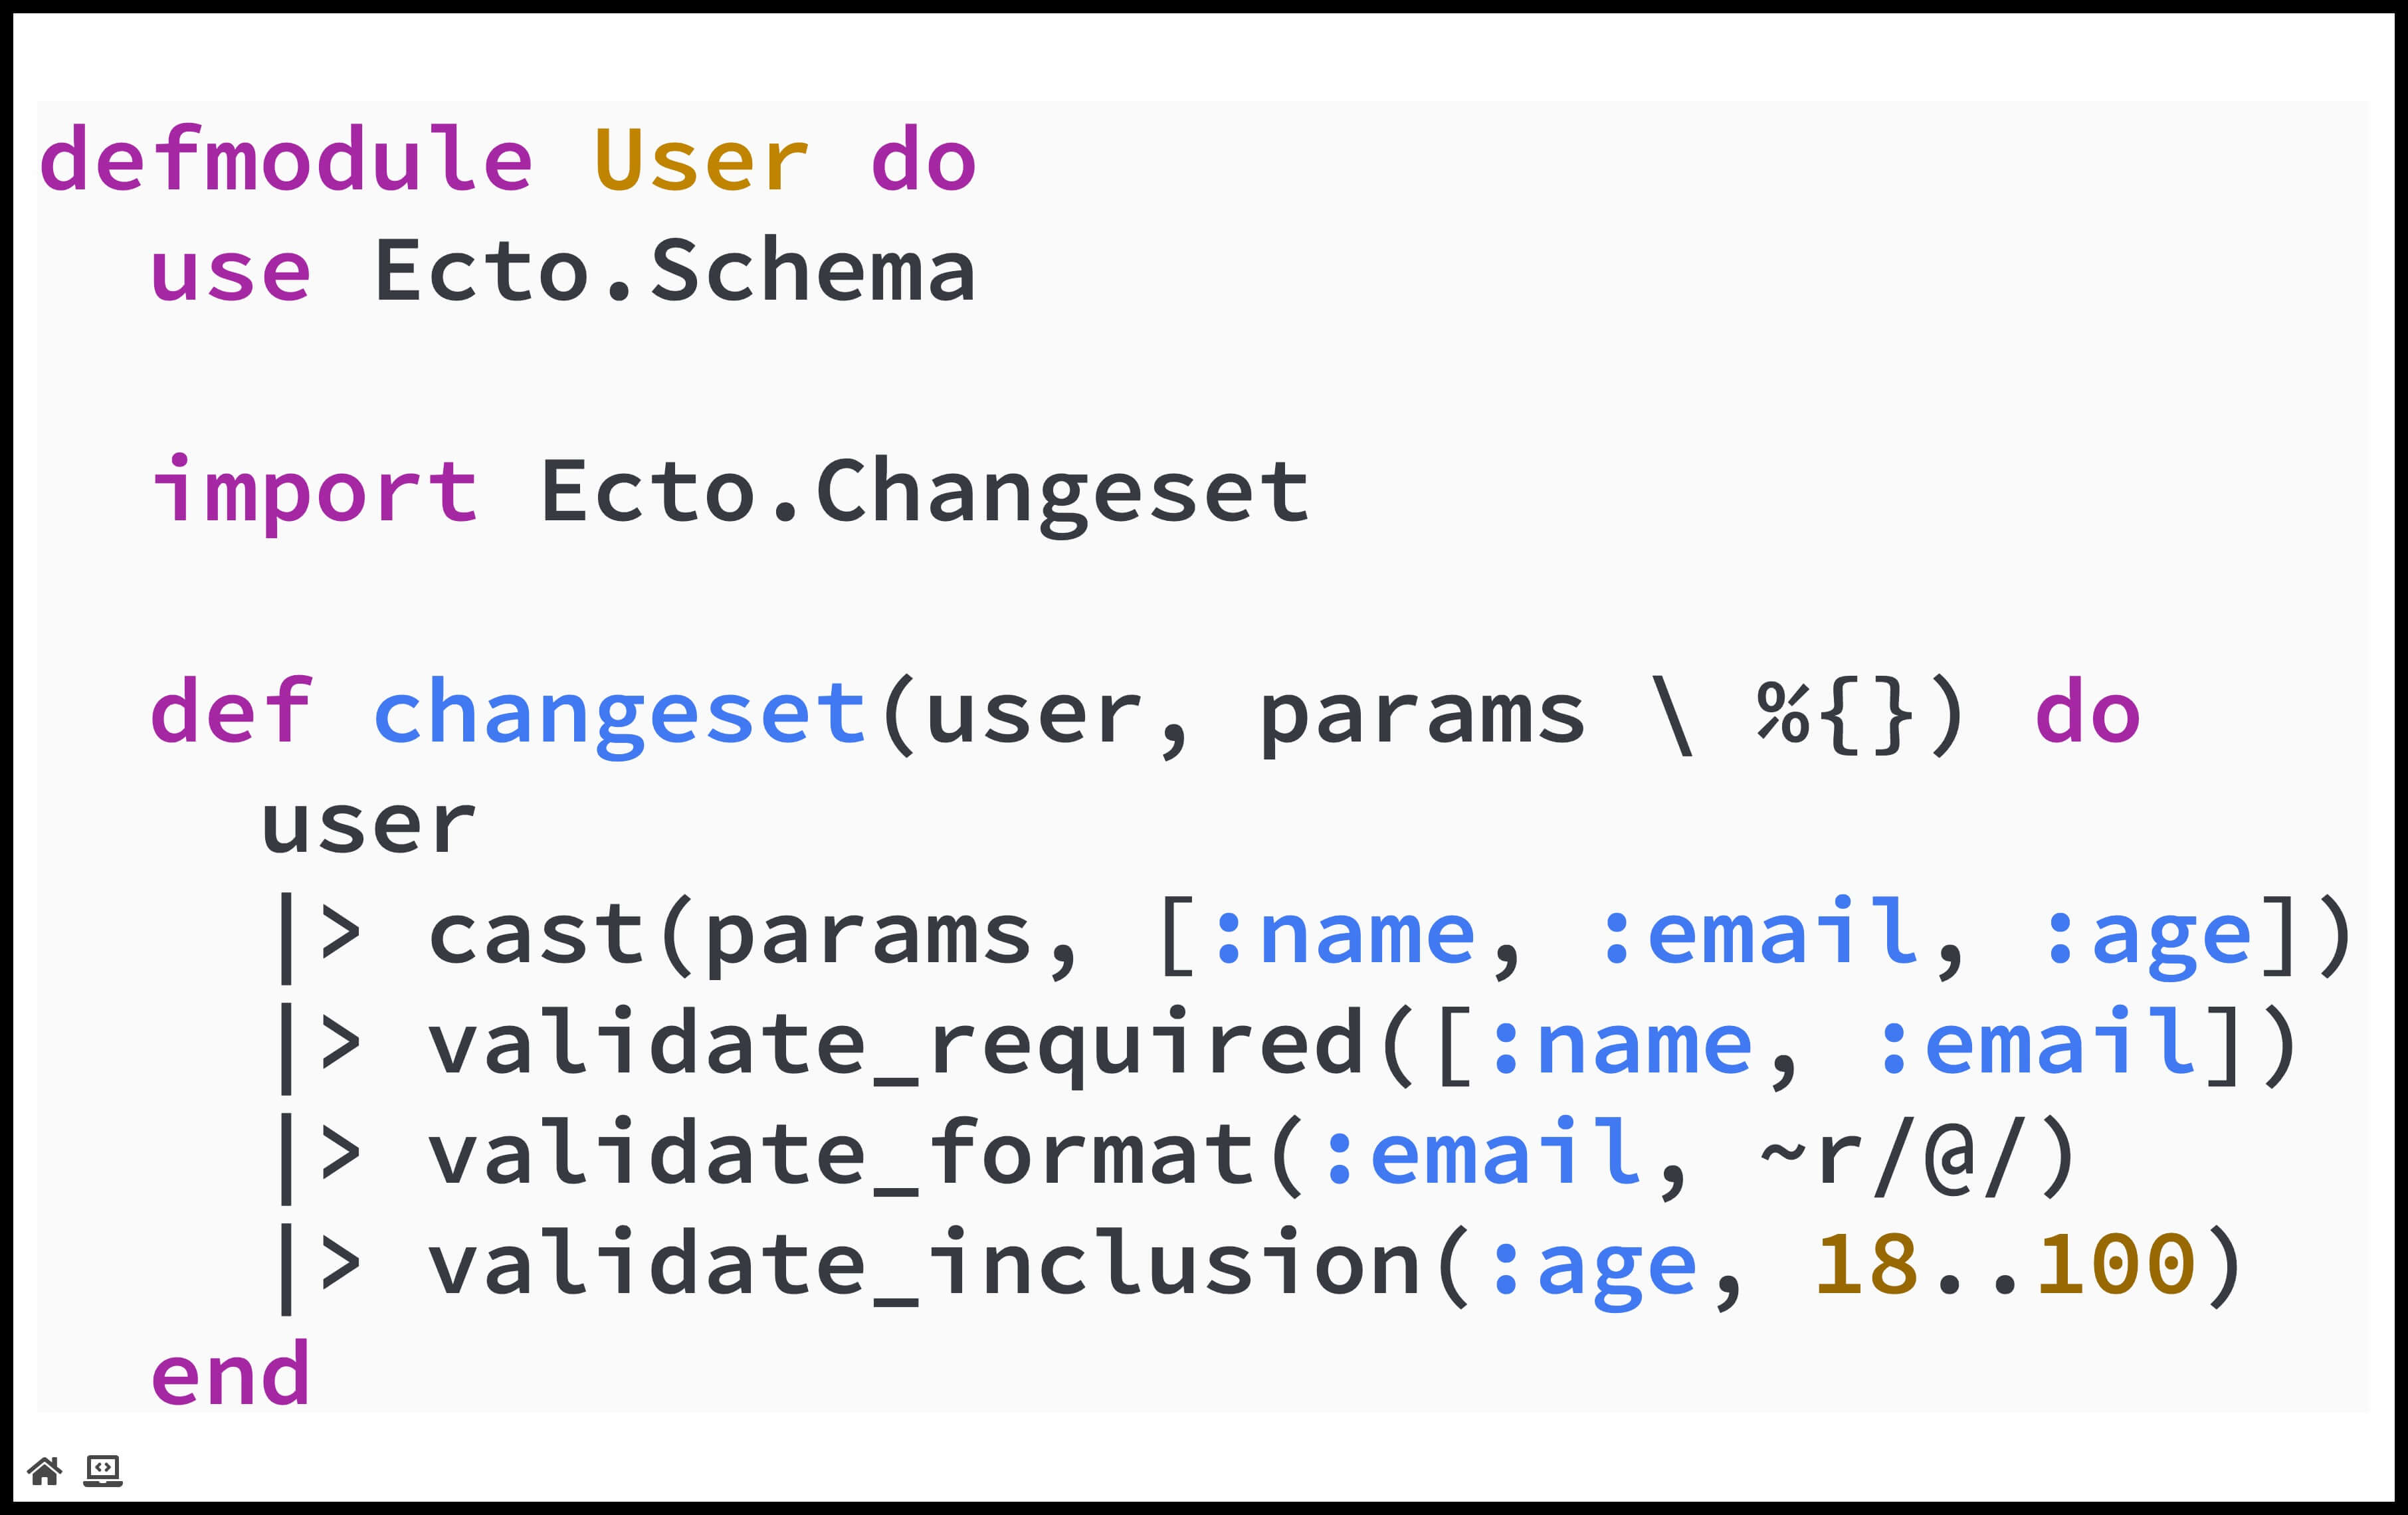 defmodule User do
  use Ecto.Schema

  import Ecto.Changeset

  def changeset(user, params \ %{}) do
    user
    |> cast(params, [:name, :email, :age])
    |> validate_required([:name, :email])
    |> validate_format(:email, ~r/@/)
    |> validate_inclusion(:age, 18..100)
  end